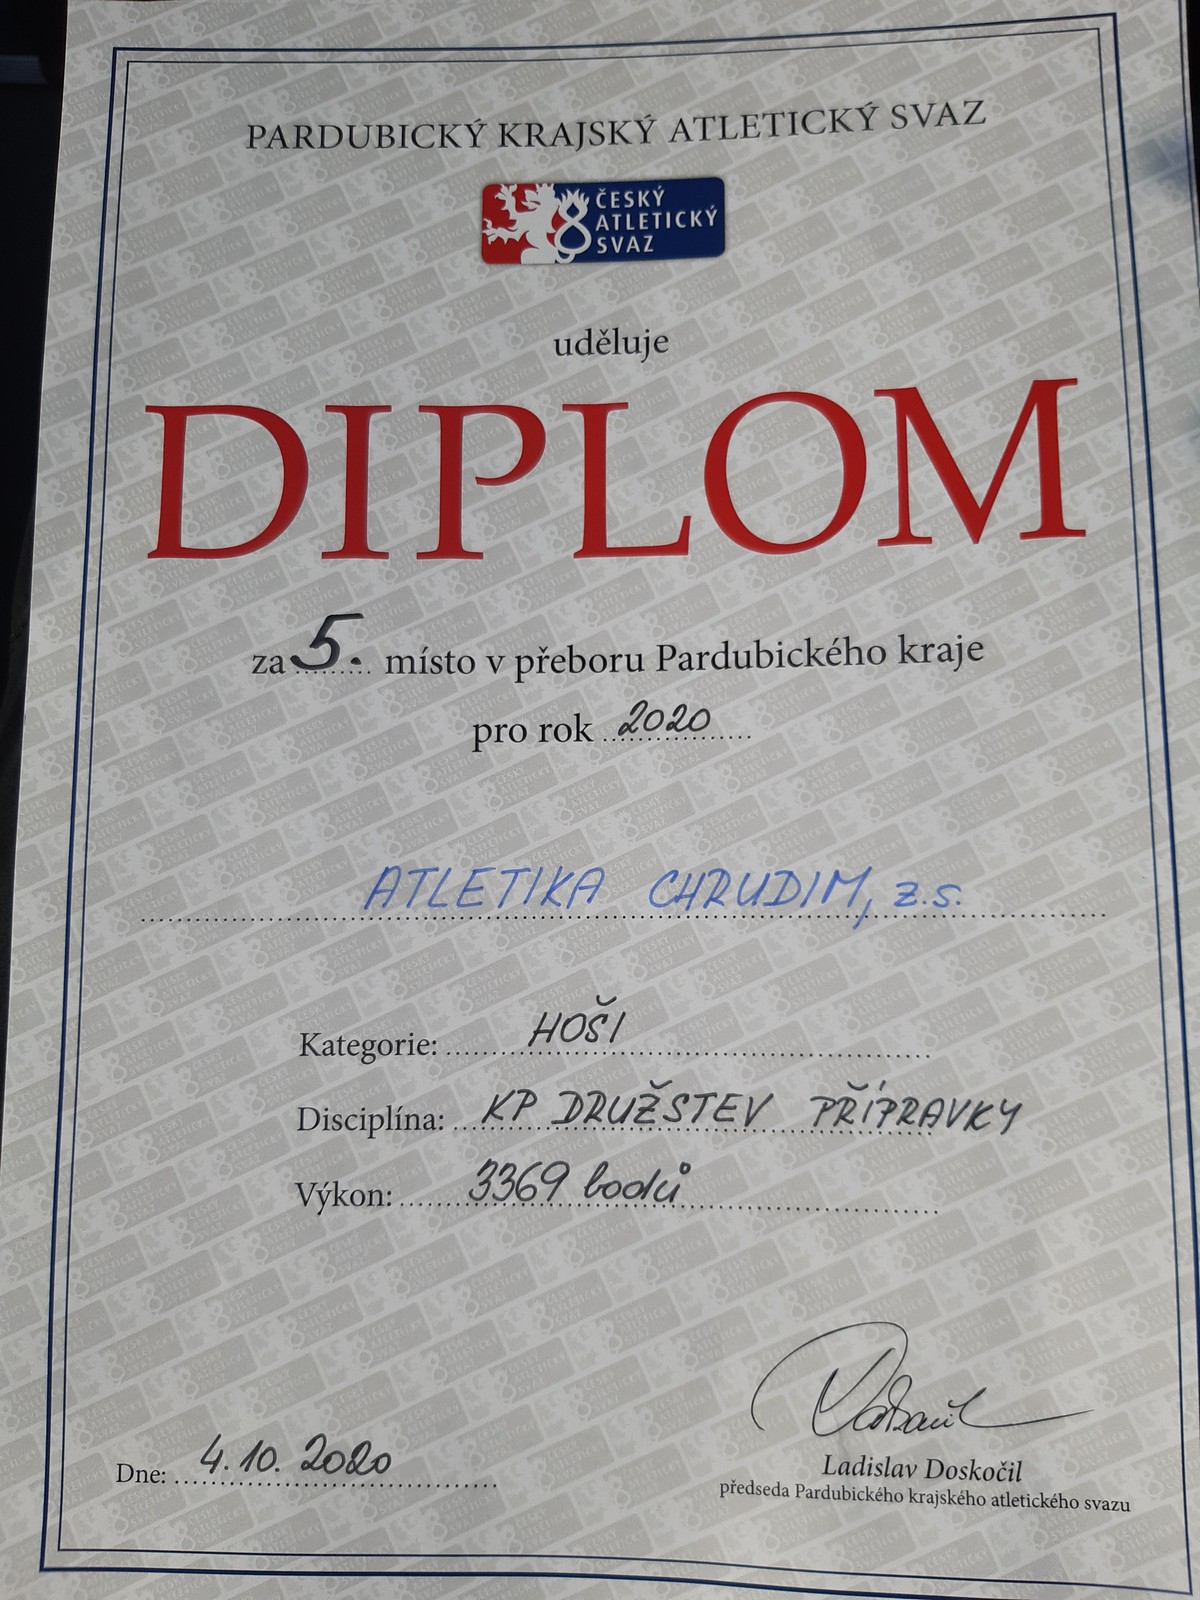 PARDUBICKÝ KRAJSKÝ ATLETICKÝ SVAZ
ČESKÝ
ATLETICKÝ
SVAZ
uděluje
DIPLOM
za 5. místo v přeboru Pardubického kraje
pro rok 2020
ATLETIKA CHRUDIM, z.s.
Kategorie: HOŠI
Disciplína: KP DRUŽSTEV PŘÍPRAVKY
Výkon: 3369 bodů
Dne: 4.10. 2020
Ladislav Doskočil
předseda Pardubického krajského atletického svazu